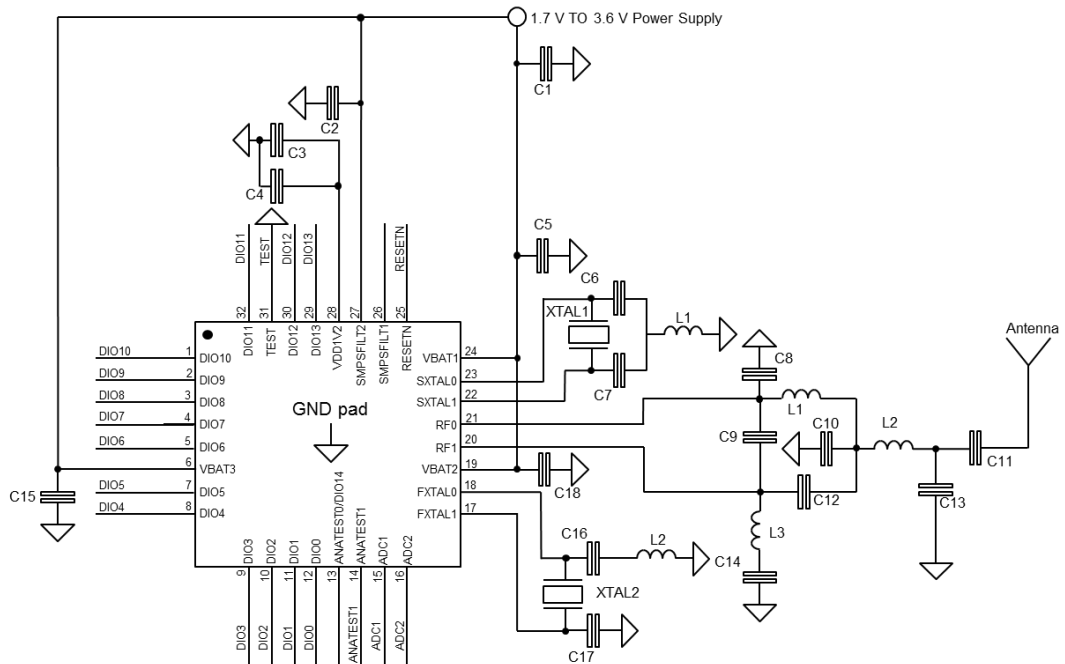 1.7 V TO 3.6 V Power Supply
C1
C2
C3
C4
C5
C6
XTAL1
L1
C7
DIO11
TEST
DIO12
DIO13
RESETN
32
31
30
29
28
27
26
25
DIO11
TEST
DIO12
DIO13
VDD1V2
SMPSFILT2
SMPSFILT1
RESETN
Antenna
C8
L1
C9
C10
L2
C11
C12
C13
L3
C14
DIO10 1 DIO10
DIO9 2 DIO9
DIO8 3 DIO8
DIO7 4 DIO7
DIO6 5 DIO6
6 VBAT3
DIO5 7 DIO5
DIO4 8 DIO4
C15
GND pad
VBAT1 24
SXTAL0 23
SXTAL1 22
RF0 21
RF1 20
VBAT2 19
FXTAL0 18
FXTAL1 17
C18
C16
L2
XTAL2
C17
DIO3
DIO2
DIO1
DIO0
ANATEST0/DIO14
ANATEST1
ADC1
ADC2
9
10
11
12
13
14
15
16
DIO3
DIO2
DIO1
DIO0
ANATEST1
ADC1
ADC2